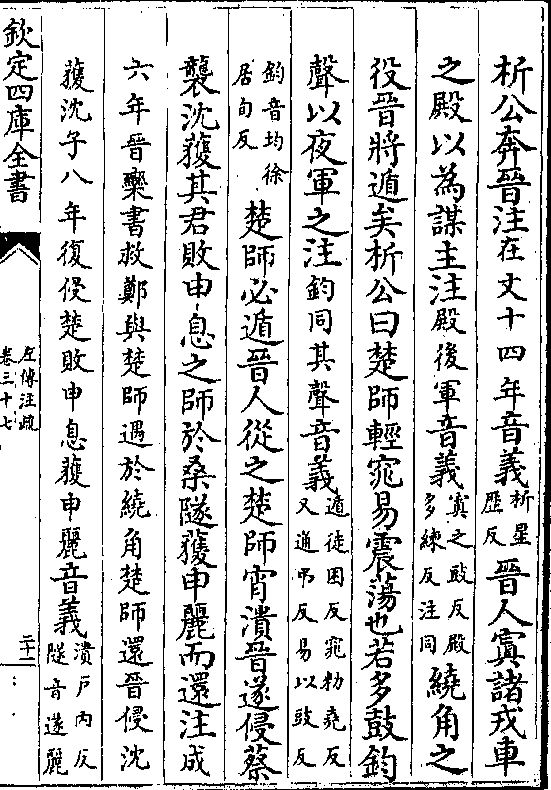 析公奔晉注在文十四年音義析星
歷反晉人寘諸戎車
之殿以為謀主注殿後軍音義寘之豉反殿
多練反注同繞角之
役晉將遁矣析公曰楚師輕窕易震蕩也若多鼓鈞
聲以夜軍之注鈞同其聲音義遁徒困反窕勑堯反
又通弔反易以豉反
鈞音均徐
居旬反楚師必遁晉人從之楚師宵潰晉遂侵蔡
襲沈獲其君敗申息之師於桑隧獲申麗而還注成
六年晉欒書救鄭與楚師遇於繞角楚師還晉侵沈
獲沈子八年復侵楚敗申息獲申麗音義潰戶内反
隧音遂麗
欽定四庫全書
左傳注疏
卷三十七
二十一